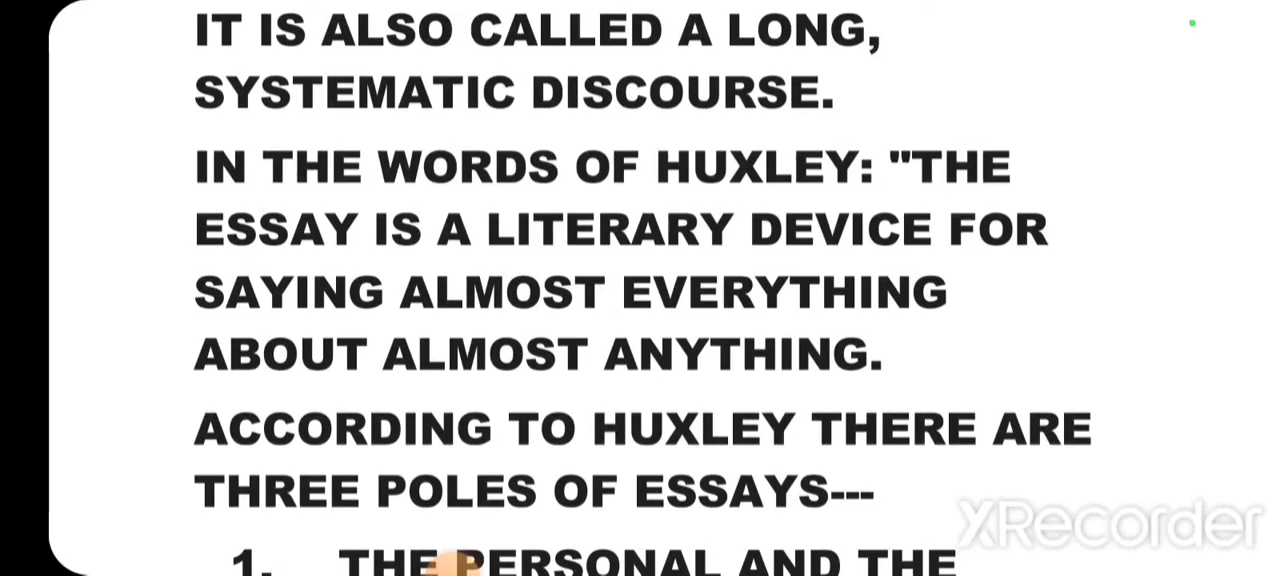 IT IS ALSO CALLED A LONG,
SYSTEMATIC DISCOURSE.
IN THE WORDS OF HUXLEY: "THE
ESSAY IS A LITERARY DEVICE FOR
SAYING ALMOST EVERYTHING
ABOUT ALMOST ANYTHING.
ACCORDING TO HUXLEY THERE ARE
THREE POLES OF ESSAYS---
1. THE PERSONAL AND THE
XRecorder